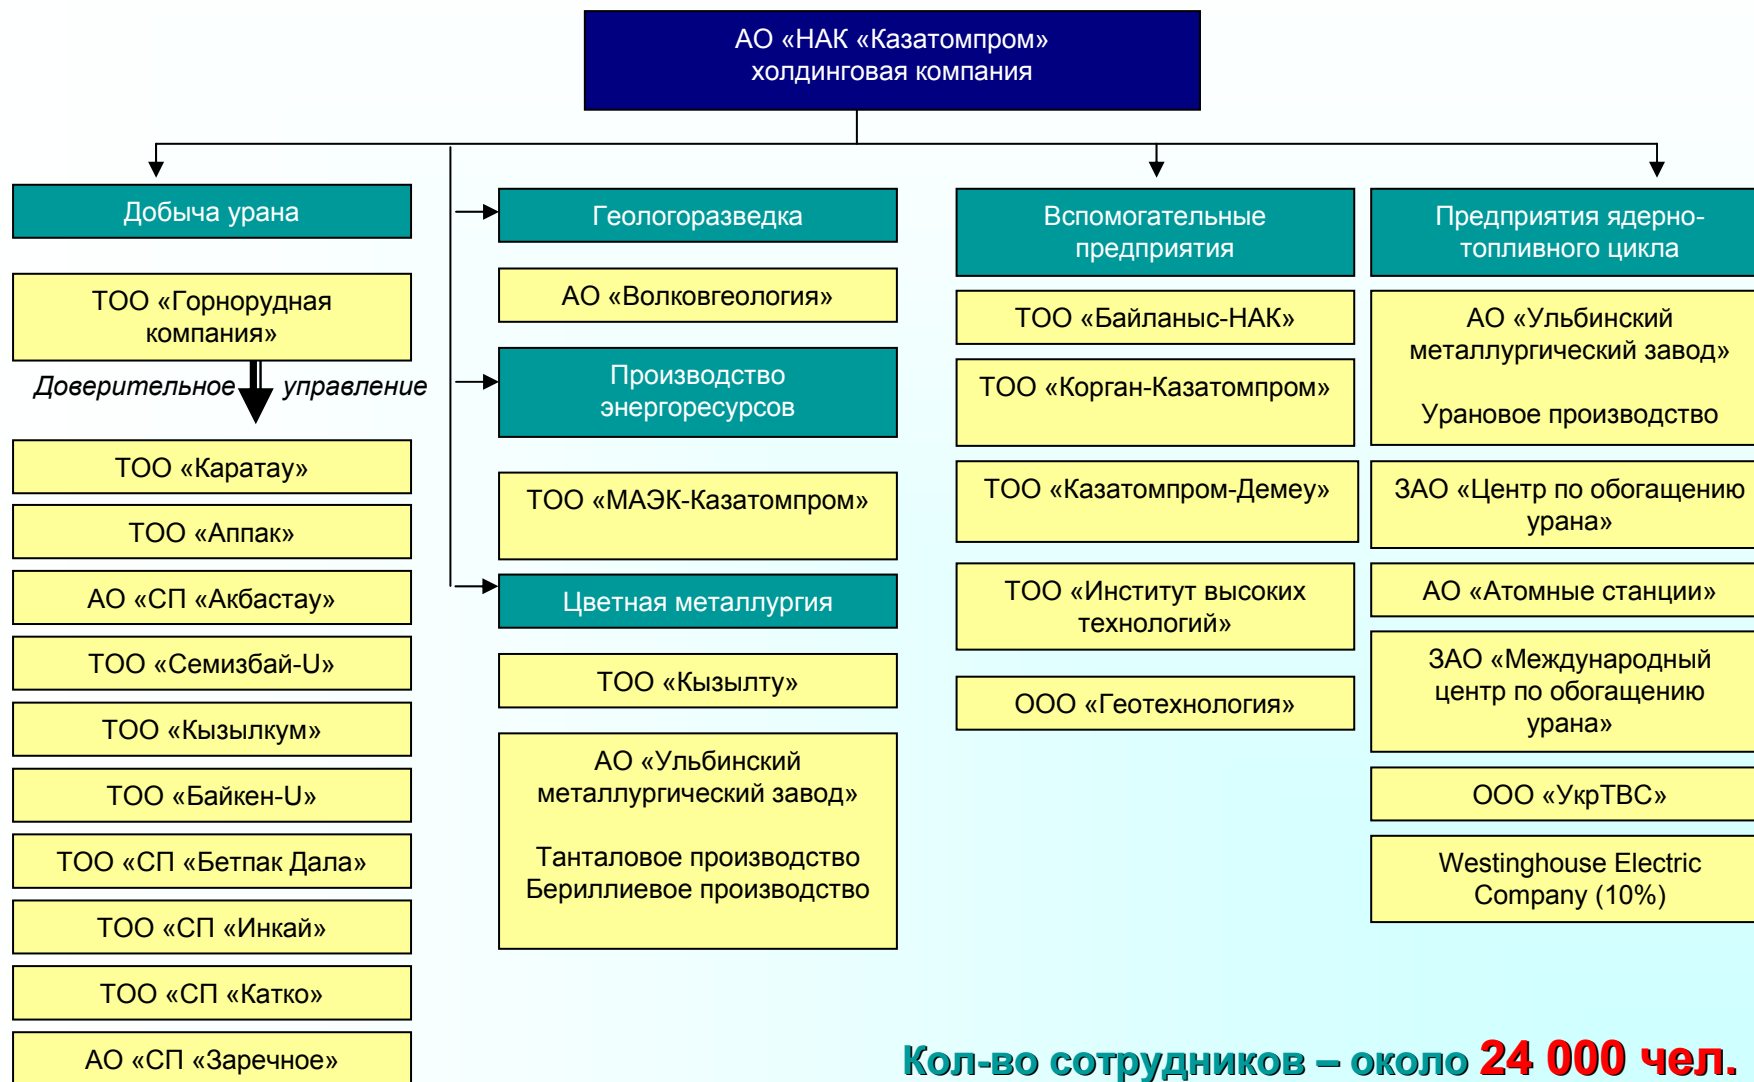 АО «НАК «Казатомпром»
холдинговая компания
Добыча урана
ТОО «Горнорудная
компания»
Доверительное управление
ТОО «Каратау»
ТОО «Аппак»
АО «СП «Акбастау»
ТОО «Семизбай-U»
ТОО «Кызылкум»
ТОО «Байкен-U»
ТОО «СП «Бетпак Дала»
ТОО «СП «Инкай»
ТОО «СП «Катко»
АО «СП «Заречное»
Геологоразведка
АО «Волковгеология»
Производство
энергоресурсов
ТОО «МАЭК-Казатомпром»
Цветная металлургия
ТОО «Кызылту»
АО «Ульбинский
металлургический завод»
Танталовое производство
Бериллиевое производство
Вспомогательные
предприятия
ТОО «Байланыс-НАК»
ТОО «Корган-Казатомпром»
ТОО «Казатомпром-Демеу»
ТОО «Институт высоких
технологий»
ООО «Геотехнология»
Предприятия ядерно-
топливного цикла
АО «Ульбинский
металлургический завод»
Урановое производство
ЗАО «Центр по обогащению
урана»
АО «Атомные станции»
ЗАО «Международный
центр по обогащению
урана»
ООО «УкрТВС»
Westinghouse Electric
Company (10%)
Кол-во сотрудников – около 24 000 чел.